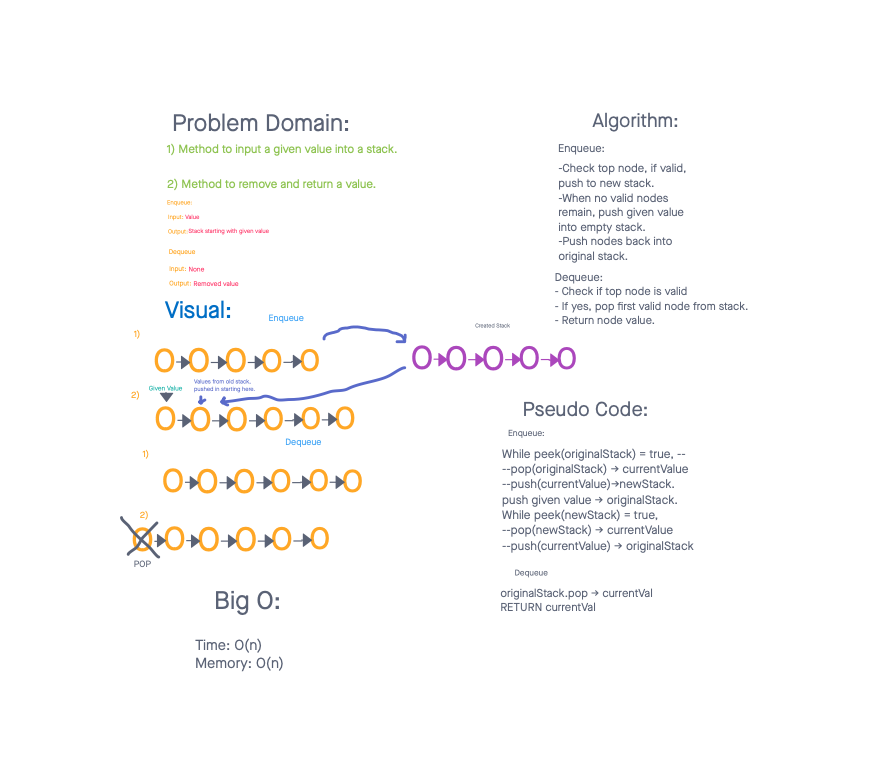 Problem Domain:
1) Method to input a given value into a stack.
2) Method to remove and return a value.
Enqueue:
Input: Value
Output: Stack starting with given value
Dequeue
Input: None
Output: Removed value
Visual:
Enqueue
1)
Created Stack
O O O O O
O O O O O
Given Value
Values from old stack,
pushed in starting here.
2)
O O O O O O
Dequeue
1)
O O O O O O
2)
O O O O O O
POP
Big O:
Time: O(n)
Memory: O(n)
Algorithm:
Enqueue:
-Check top node, if valid,
push to new stack.
-When no valid nodes
remain, push given value
into empty stack.
-Push nodes back into
original stack.
Dequeue:
- Check if top node is valid
- If yes, pop first valid node from stack.
- Return node value.
Pseudo Code:
Enqueue:
While peek(originalStack) = true, --
--pop(originalStack) → currentValue
--push(currentValue)→newStack.
push given value → originalStack.
While peek(newStack) = true,
--pop(newStack) → currentValue
--push(currentValue) → originalStack
Dequeue
originalStack.pop → currentVal
RETURN currentVal